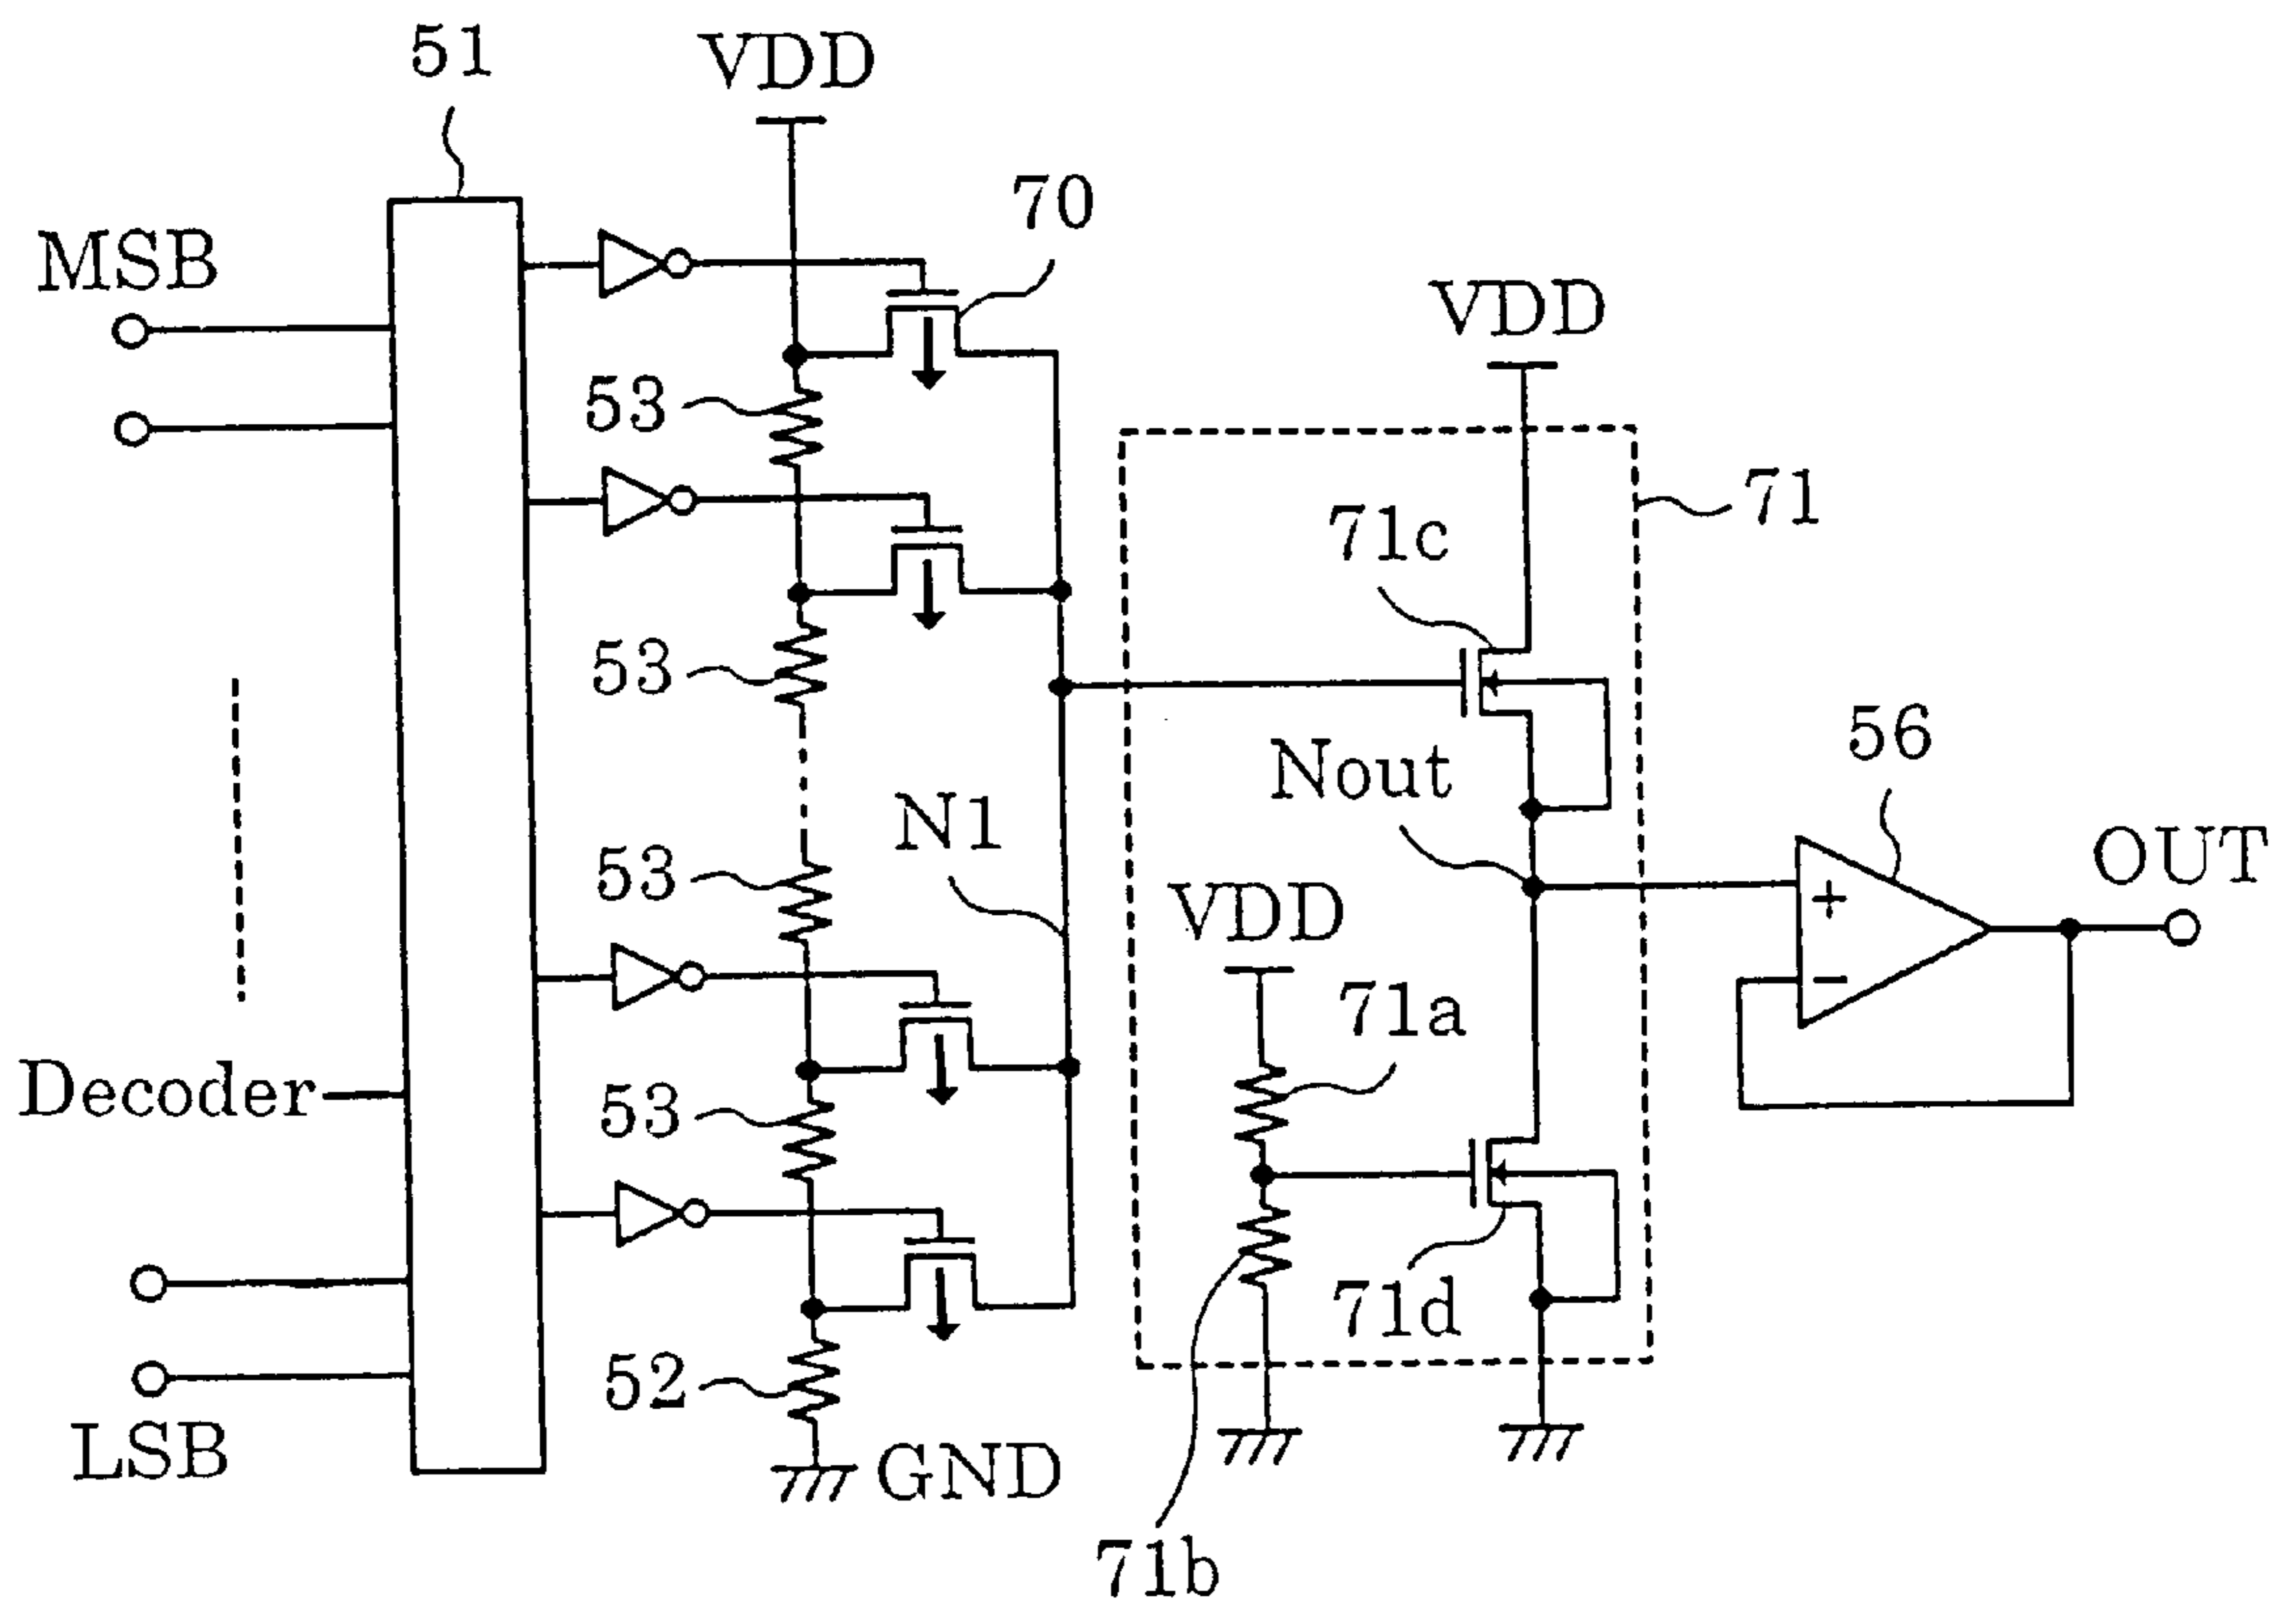 51
VDD
70
MSB
VDD
53
71
71c
53
56
Nout
N1
OUT
53
VDD
71a
Decoder
53
71d
52
LSB
GND
71b
+
−